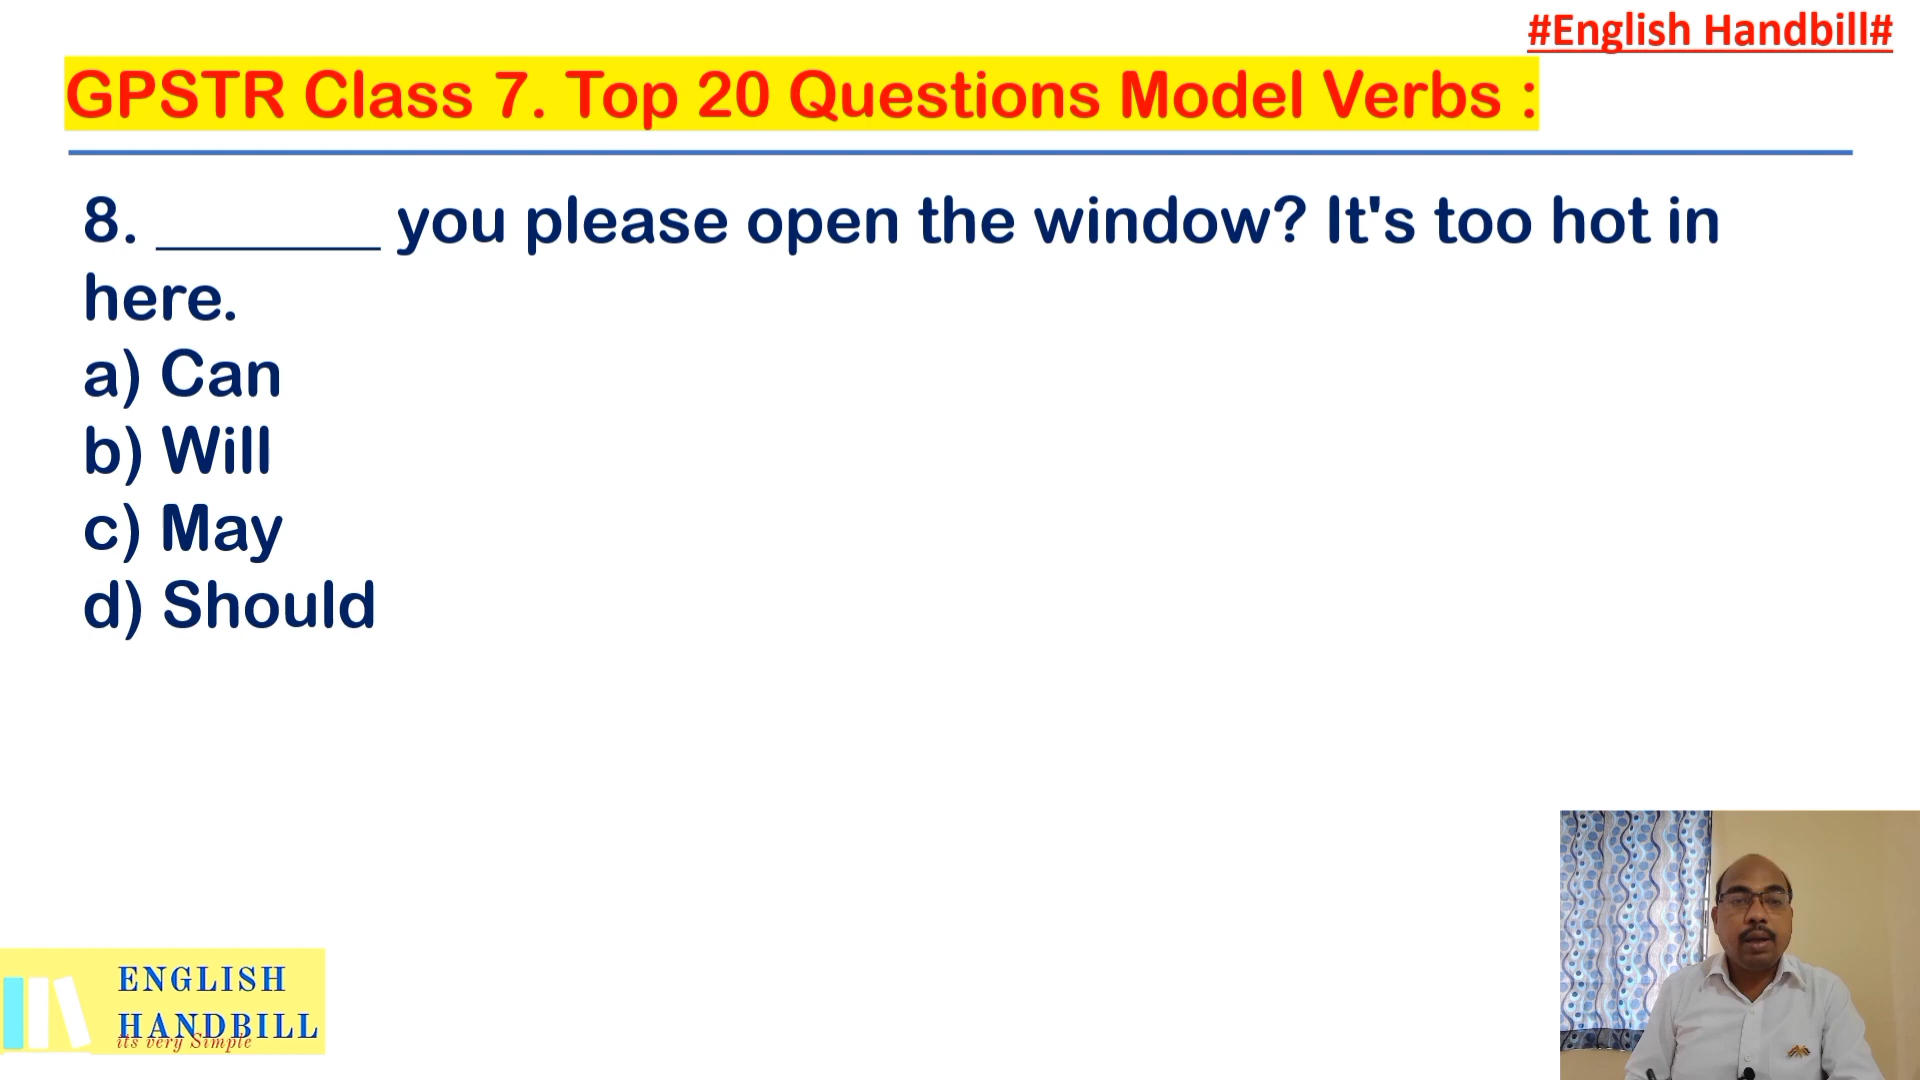 #English Handbill#
GPSTR Class 7. Top 20 Questions Model Verbs :
8. _______ you please open the window? It's too hot in
here.
a) Can
b) Will
c) May
d) Should
ENGLISH
HANDBILL
its very Simple